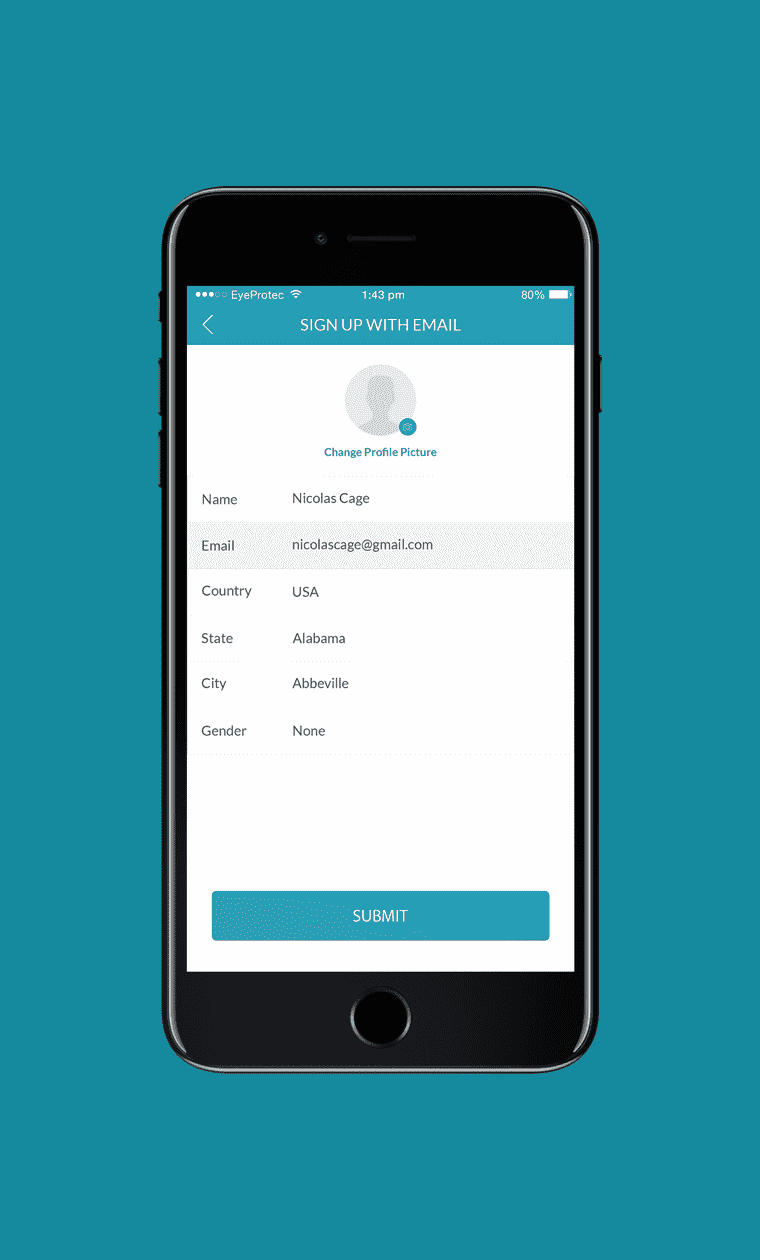 EyeProtec 1:43 pm 80%
SIGN UP WITH EMAIL
Change Profile Picture
Name Nicolas Cage
Email nicolascage@gmail.com
Country USA
State Alabama
City Abbeville
Gender None
SUBMIT